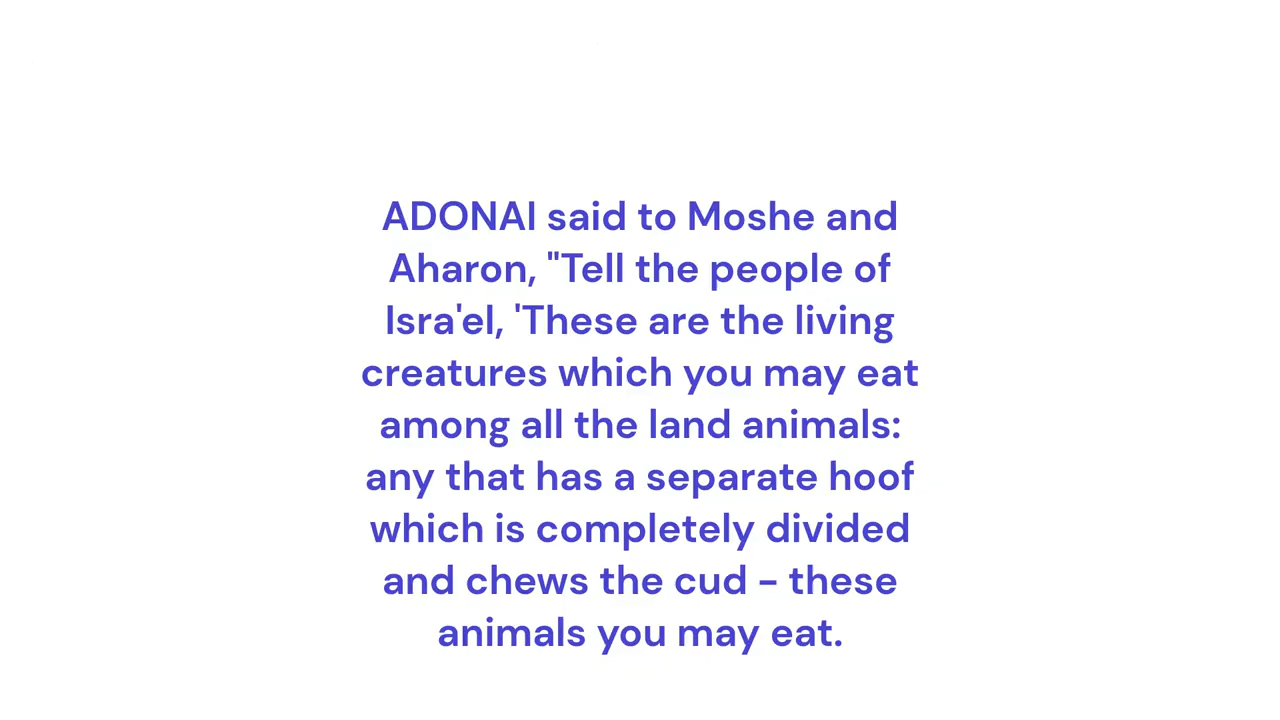 ADONAI said to Moshe and
Aharon, "Tell the people of
Isra'el, 'These are the living
creatures which you may eat
among all the land animals:
any that has a separate hoof
which is completely divided
and chews the cud - these
animals you may eat.